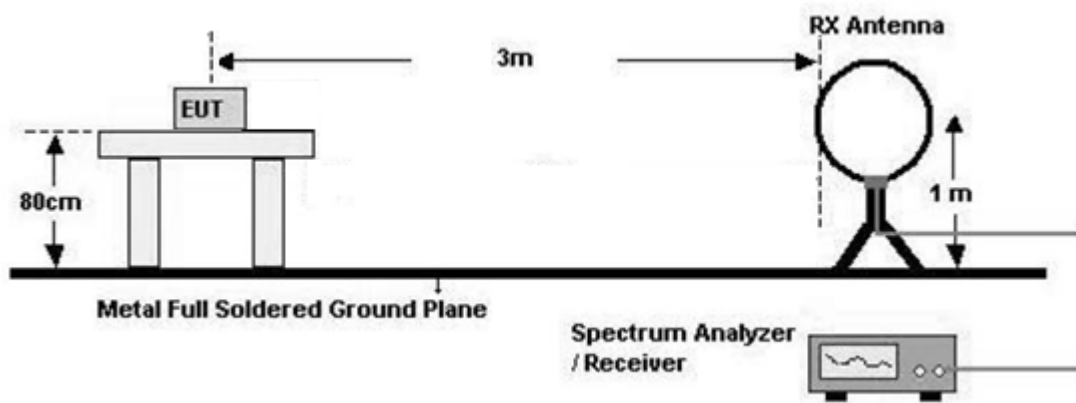 RX Antenna
3m
EUT
80cm
1 m
Metal Full Soldered Ground Plane
Spectrum Analyzer
/ Receiver